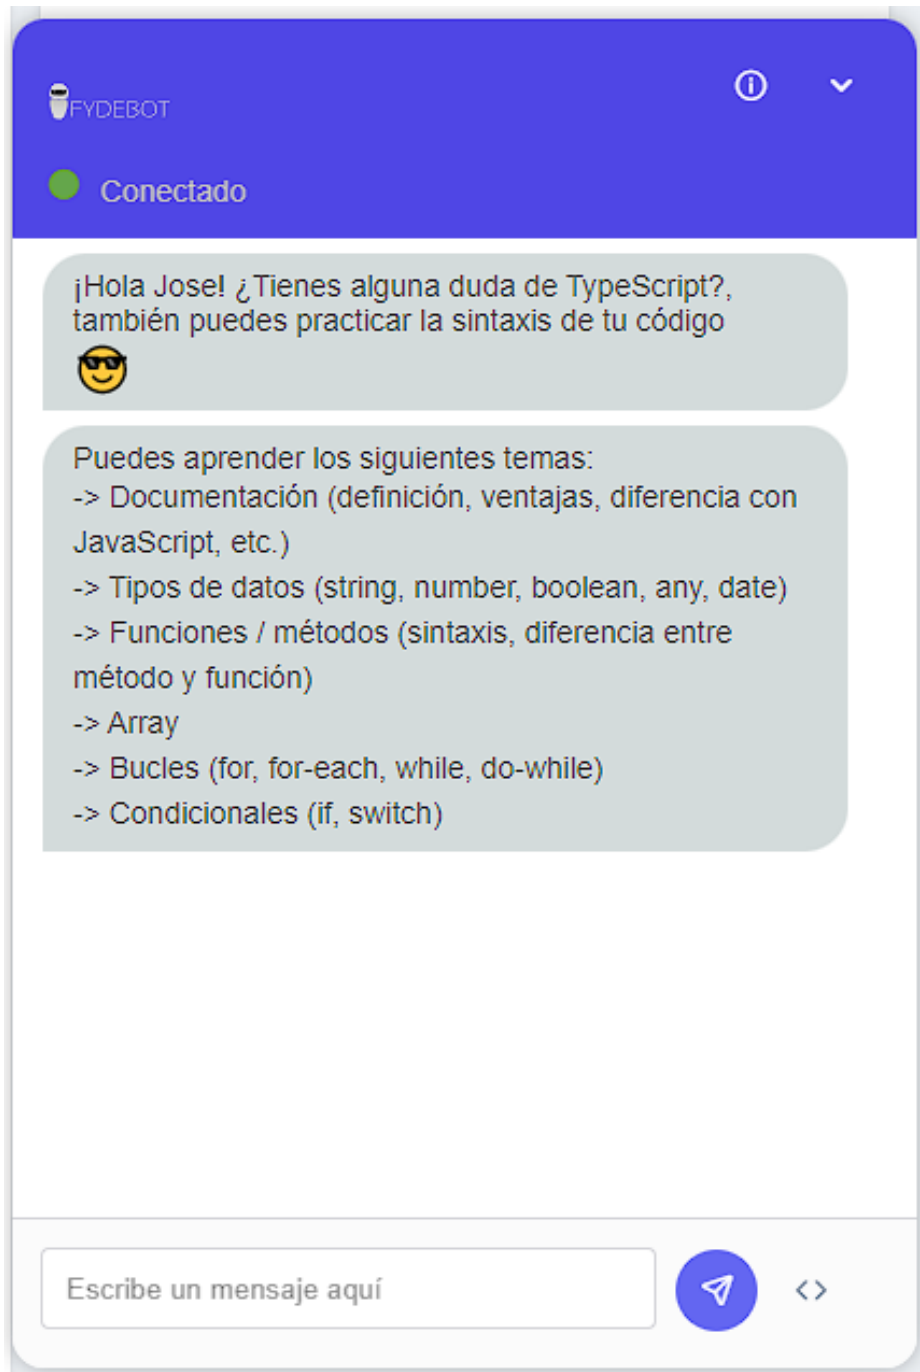 FYDEBOT
Conectado
¡Hola Jose! ¿Tienes alguna duda de TypeScript?,
también puedes practicar la sintaxis de tu código
Puedes aprender los siguientes temas:
-> Documentación (definición, ventajas, diferencia con
JavaScript, etc.)
-> Tipos de datos (string, number, boolean, any, date)
-> Funciones / métodos (sintaxis, diferencia entre
método y función)
-> Array
-> Bucles (for, for-each, while, do-while)
-> Condicionales (if, switch)
Escribe un mensaje aquí